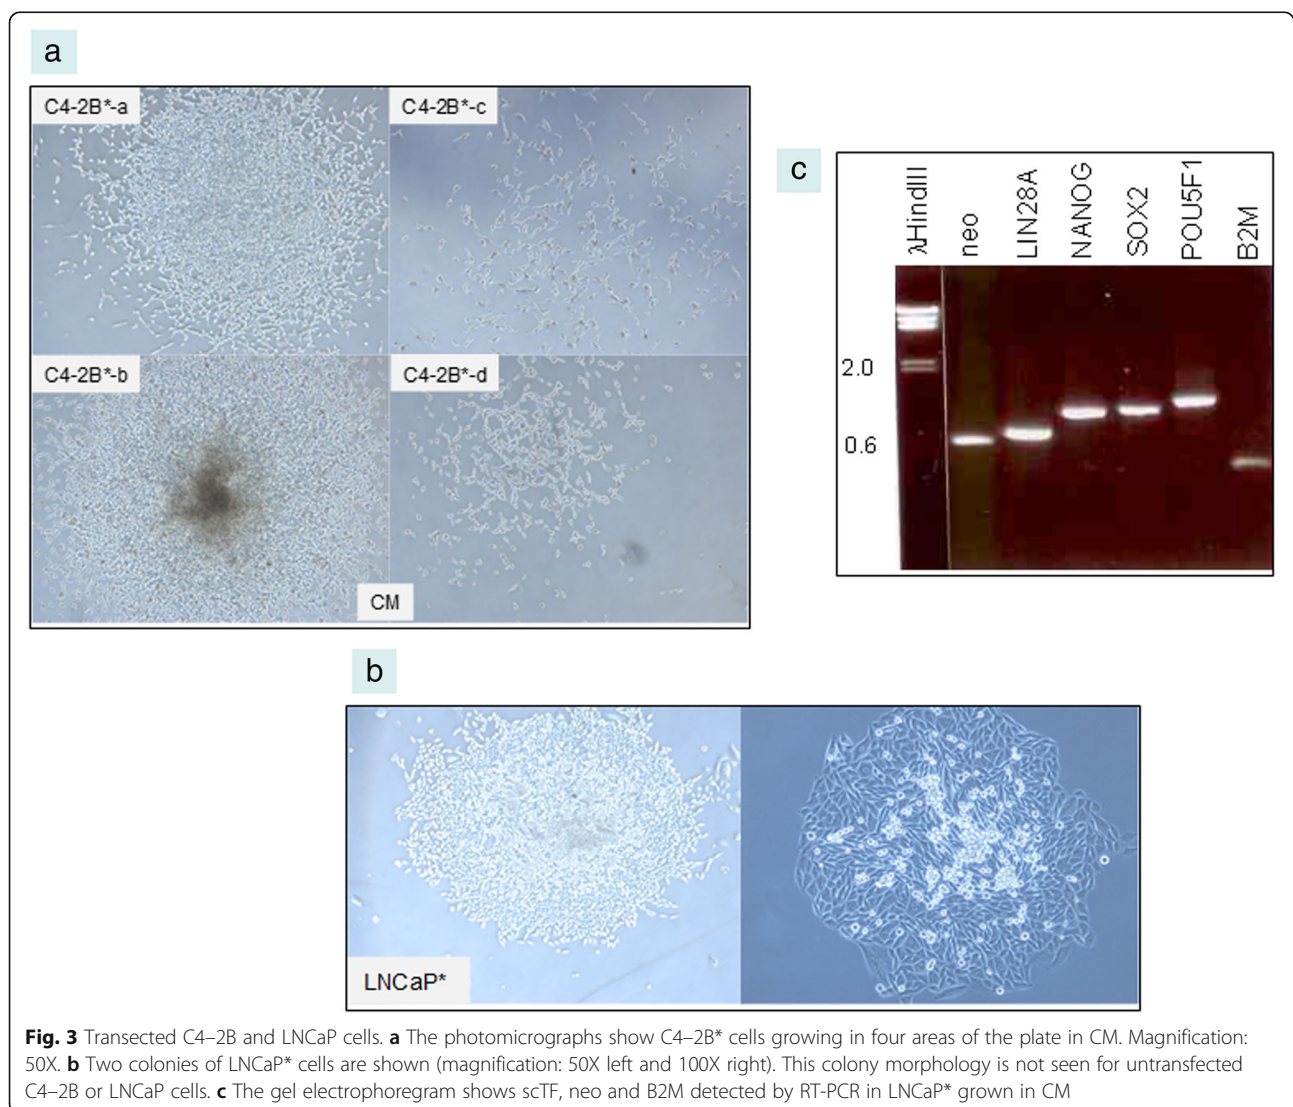 a
C4-2B*-a
C4-2B*-c
C4-2B*-b
C4-2B*-d
CM
c
λHindIII
neo
LIN28A
NANOG
SOX2
POU5F1
B2M
2.0
0.6
b
LNCaP*
Fig. 3 Transected C4–2B and LNCaP cells. a The photomicrographs show C4–2B* cells growing in four areas of the plate in CM. Magnification:
50X. b Two colonies of LNCaP* cells are shown (magnification: 50X left and 100X right). This colony morphology is not seen for untransfected
C4–2B or LNCaP cells. c The gel electrophoregram shows scTF, neo and B2M detected by RT-PCR in LNCaP* grown in CM